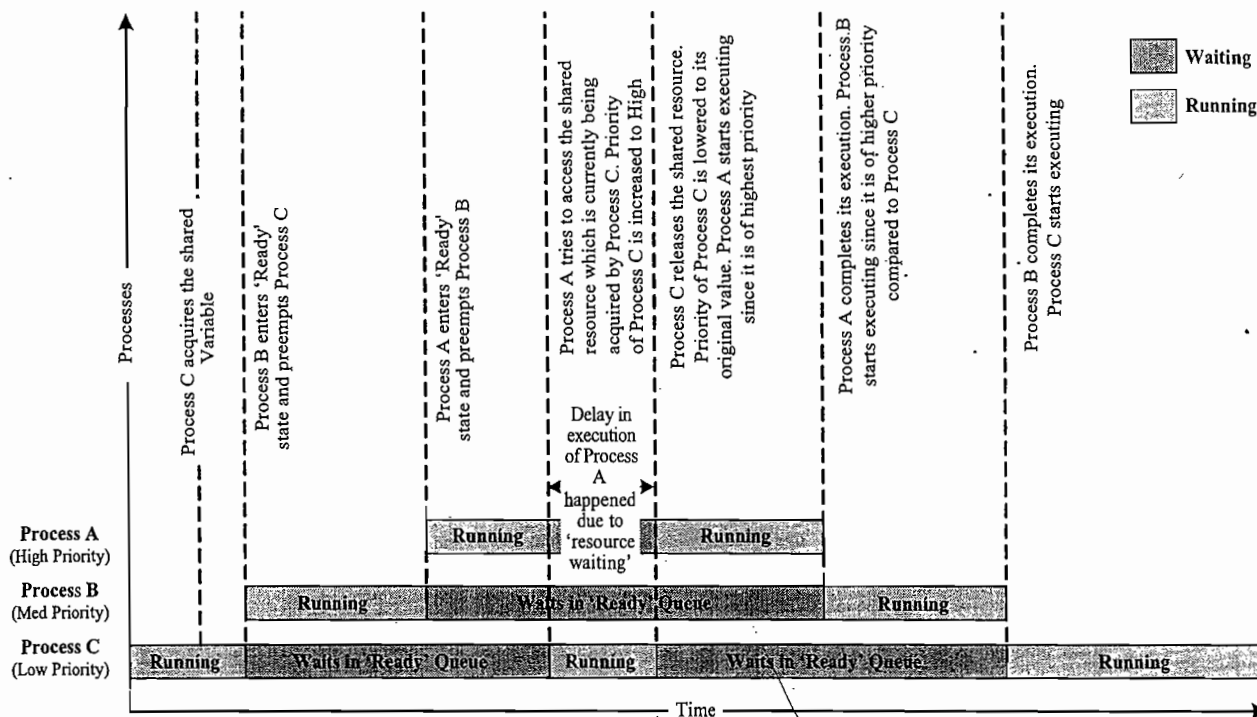 Waiting
Running
Processes
Process C acquires the shared
Variable
Process B enters ‘Ready’
state and preempts Process C
Process A enters ‘Ready’
state and preempts Process B
Process A tries to access the shared
resource which is currently being
acquired by Process C. Priority
of Process C is increased to High
Process C releases the shared resource.
Priority of Process C is lowered to its
original value. Process A starts executing
since it is of highest priority
Process A completes its execution. Process.B
starts executing since it is of higher priority
compared to Process C
Process B completes its execution.
Process C starts executing
Delay in
execution
of Process
A
happened
due to
‘resource
waiting’
Process A
(High Priority)
Running
Running
Process B
(Med Priority)
Running
Waits in ‘Ready’ Queue
Running
Process C
(Low Priority)
Running
Waits in ‘Ready’ Queue
Running
Waits in ‘Ready’ Queue
Running
Time